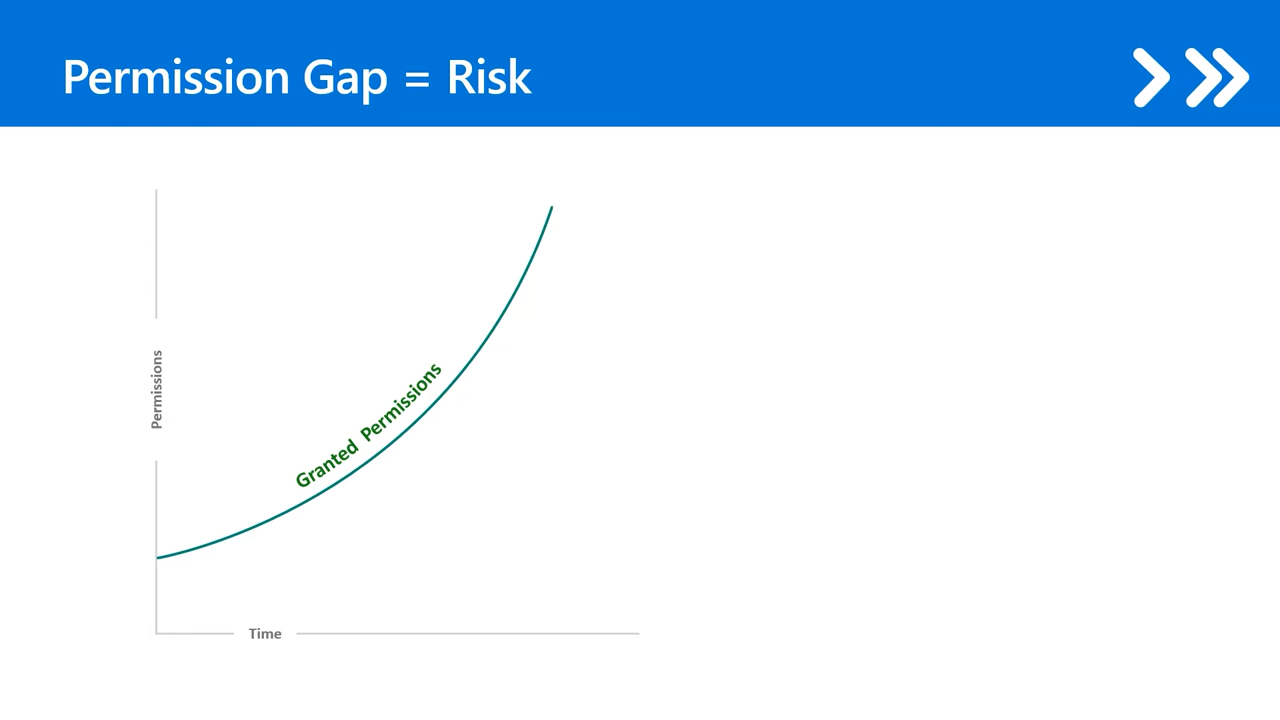 Permission Gap = Risk
Permissions
Granted Permissions
Time